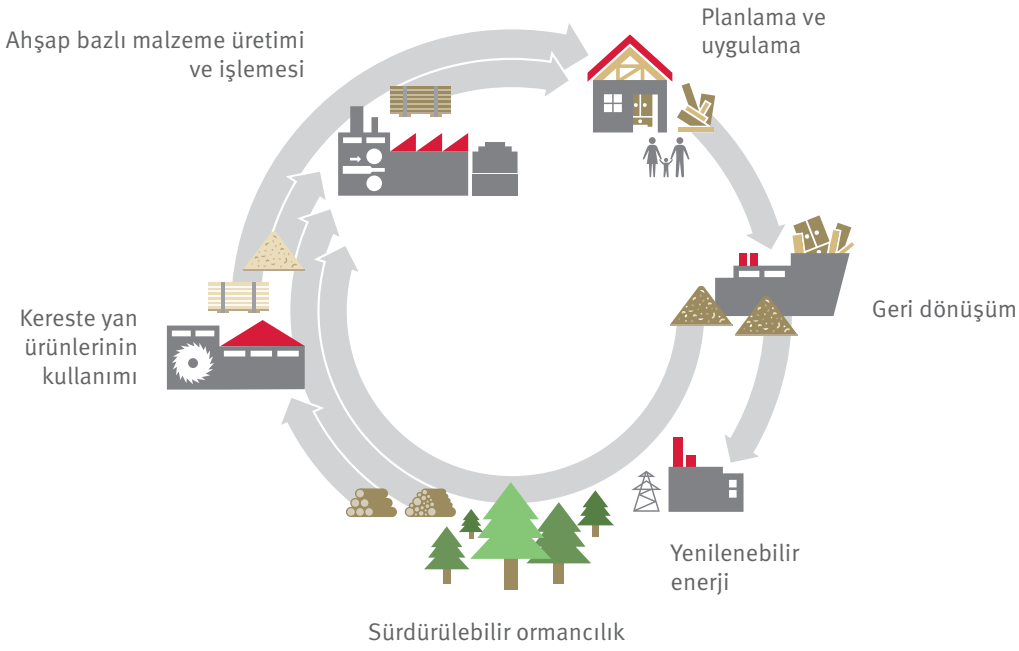 Ahşap bazlı malzeme üretimi
ve işlemesi
Planlama ve
uygulama
Geri dönüşüm
Kereste yan
ürünlerinin
kullanımı
Yenilenebilir
enerji
Sürdürülebilir ormancılık